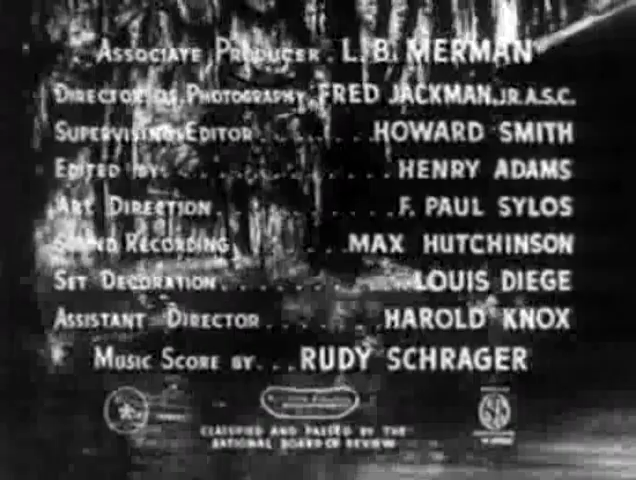 ASSOCIATE PRODUCER . L. B. MERMAN
DIRECTOR OF PHOTOGRAPHY, FRED JACKMAN, JR. A.S.C.
SUPERVISING EDITOR . . . . . . . . HOWARD SMITH
EDITED BY . . . . . . . . . . . . . . HENRY ADAMS
ART DIRECTION . . . . . . . . . . . F. PAUL SYLOS
SOUND RECORDING . . . . . . MAX HUTCHINSON
SET DECORATION . . . . . . . . . . . LOUIS DIEGE
ASSISTANT DIRECTOR . . . . . . . HAROLD KNOX
MUSIC SCORE BY . . . RUDY SCHRAGER
CLASSIFIED AND PASSED BY THE
NATIONAL BOARD OF REVIEW